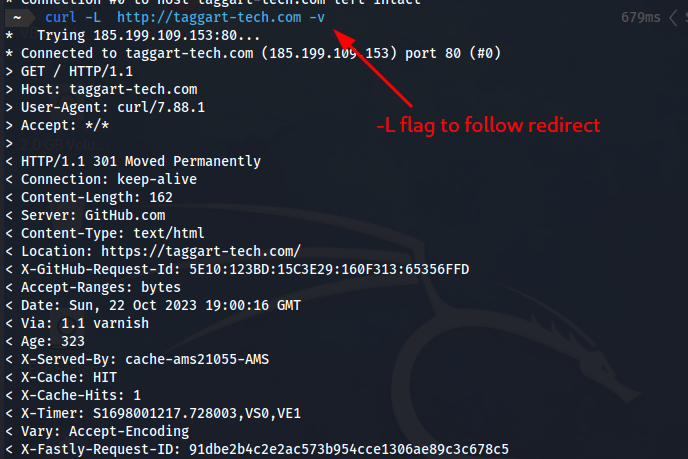 * Connection #0 to host taggart-tech.com left intact
~ curl -L http://taggart-tech.com -v 679ms
* Trying 185.199.109.153:80...
* Connected to taggart-tech.com (185.199.109.153) port 80 (#0)
> GET / HTTP/1.1
> Host: taggart-tech.com
> User-Agent: curl/7.88.1
> Accept: */*
-L flag to follow redirect
>
< HTTP/1.1 301 Moved Permanently
< Connection: keep-alive
< Content-Length: 162
< Server: GitHub.com
< Content-Type: text/html
< Location: https://taggart-tech.com/
< X-GitHub-Request-Id: 5E10:123BD:15C3E29:160F313:65356FFD
< Accept-Ranges: bytes
< Date: Sun, 22 Oct 2023 19:00:16 GMT
< Via: 1.1 varnish
< Age: 323
< X-Served-By: cache-ams21055-AMS
< X-Cache: HIT
< X-Cache-Hits: 1
< X-Timer: S1698001217.728003,VS0,VE1
< Vary: Accept-Encoding
< X-Fastly-Request-ID: 91dbe2b4c2e2ac573b954cce1306ae89c3c678c5